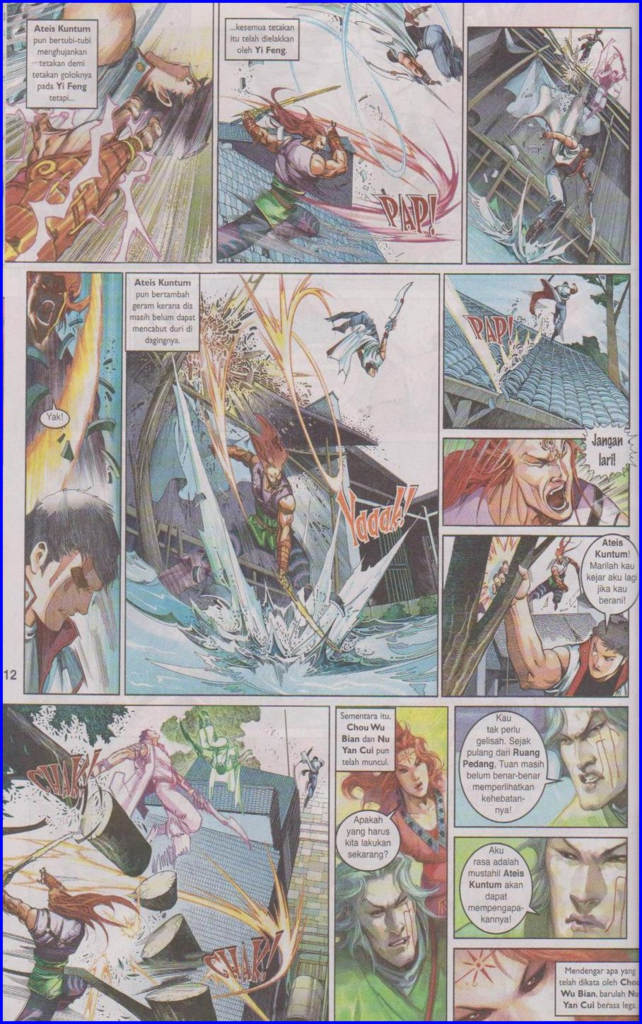 Ateis Kuntum
pun bertubi-tubi
menghujankan
tetakan demi
tetakan goloknya
pada Yi Feng
tetapi...
...kesemua tetakan
itu telah dielakkan
oleh Yi Feng.
PAP!
Yak!
Ateis Kuntum
pun bertambah
geram kerana dia
masih belum dapat
mencabut duri di
dagingnya.
Yaaak!
PAP!
Jangan
lari!
Ateis
Kuntum!
Marilah kau
kejar aku lagi
jika kau
berani!
12
CHAK!
CHAK!
Sementara itu,
Chou Wu
Bian dan Nu
Yan Cui pun
telah muncul.
Apakah
yang harus
kita lakukan
sekarang?
Kau
tak perlu
gelisah. Sejak
pulang dari Ruang
Pedang, Tuan masih
belum benar-benar
memperlihatkan
kehebatan-
nya!
Aku
rasa adalah
mustahil Ateis
Kuntum akan
dapat
mempengapa-
kannya!
Mendengar apa yang
telah dikata oleh Chou
Wu Bian, barulah Nu
Yan Cui berasa lega.